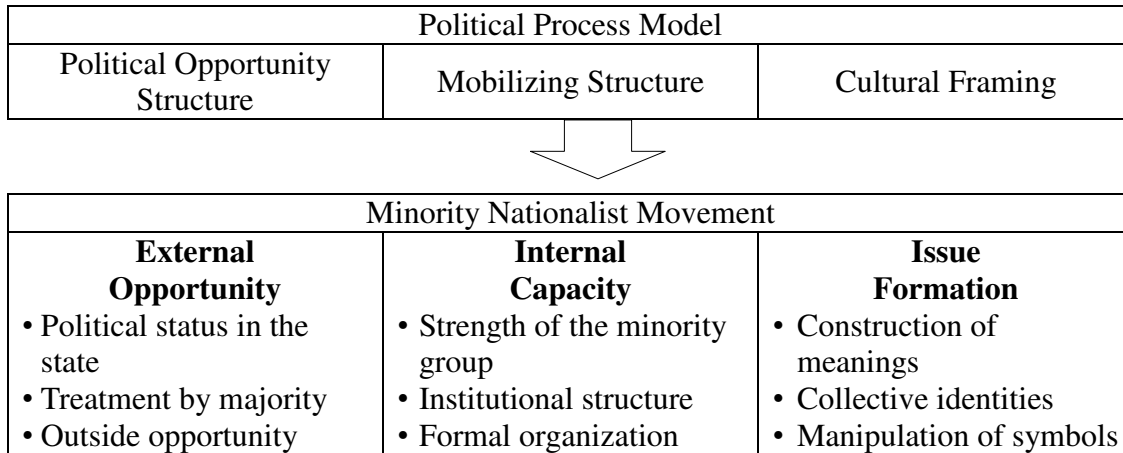 Political Process Model
Political Opportunity
Structure
Mobilizing Structure
Cultural Framing
Minority Nationalist Movement
External
Opportunity
• Political status in the
state
• Treatment by majority
• Outside opportunity
Internal
Capacity
• Strength of the minority
group
• Institutional structure
• Formal organization
Issue
Formation
• Construction of
meanings
• Collective identities
• Manipulation of symbols